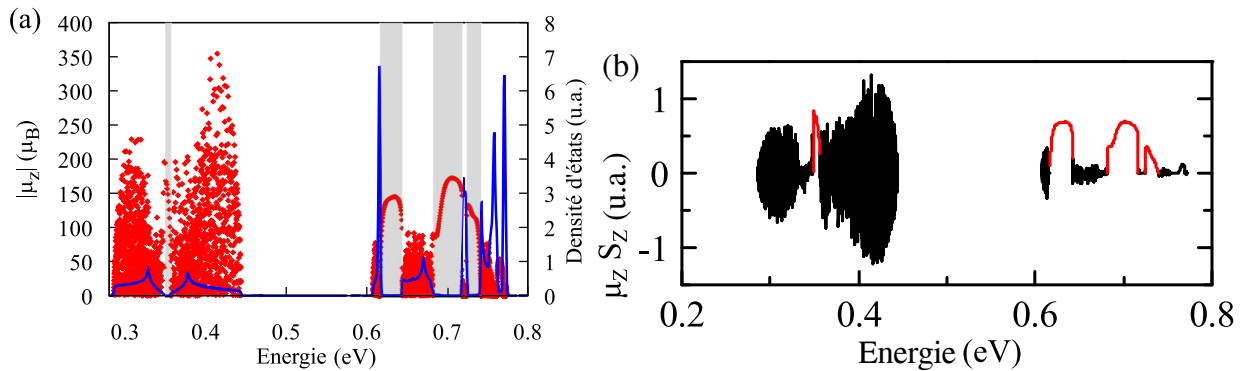 (a)
400
350
300
250
200
150
100
50
0
|μz| (μB)
8
7
6
5
4
3
2
1
0
Densité d'états (u.a.)
0.3 0.4 0.5 0.6 0.7 0.8
Energie (eV)
(b)
1
0
-1
μZ SZ (u.a.)
0.2 0.4 0.6 0.8
Energie (eV)